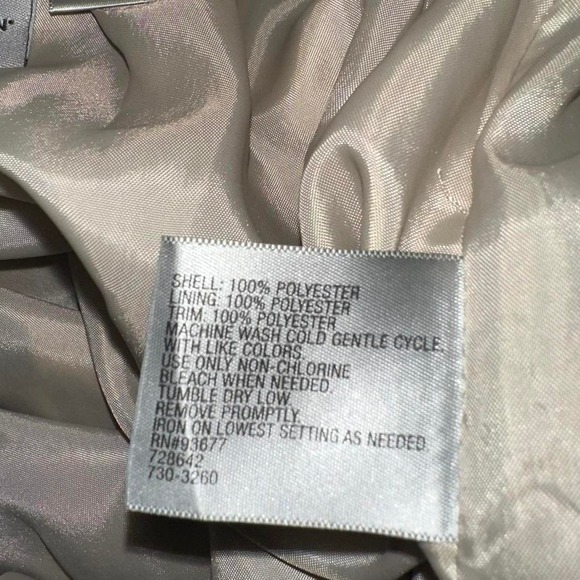 N
SHELL: 100% POLYESTER
LINING: 100% POLYESTER
TRIM: 100% POLYESTER
MACHINE WASH COLD GENTLE CYCLE.
WITH LIKE COLORS.
USE ONLY NON-CHLORINE
BLEACH WHEN NEEDED.
TUMBLE DRY LOW.
REMOVE PROMPTLY.
IRON ON LOWEST SETTING AS NEEDED.
RN#93677
728642
730-3260